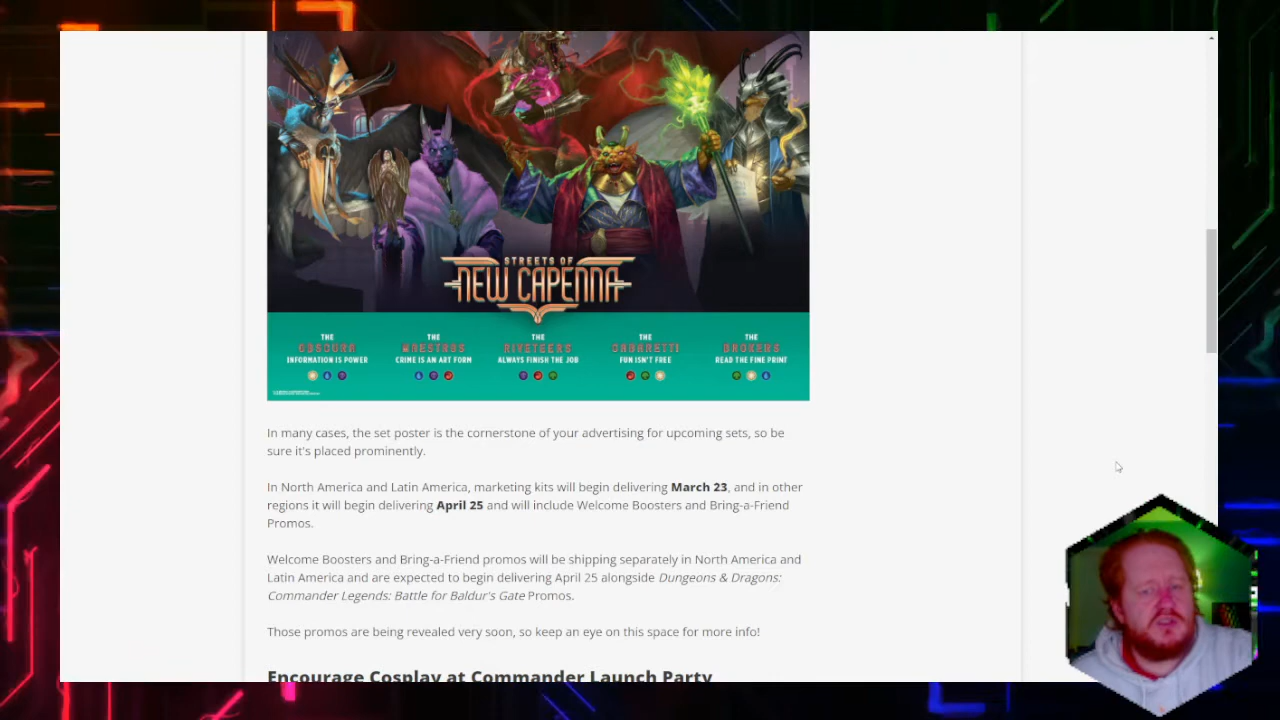 STREETS OF
NEW CAPENNA
THE
OBSCURA
INFORMATION IS POWER
THE
MAESTROS
CRIME IS AN ART FORM
THE
RIVETEERS
ALWAYS FINISH THE JOB
THE
CABARETTI
FUN ISN'T FREE
THE
BROKERS
READ THE FINE PRINT
In many cases, the set poster is the cornerstone of your advertising for upcoming sets, so be
sure it's placed prominently.
In North America and Latin America, marketing kits will begin delivering March 23, and in other
regions it will begin delivering April 25 and will include Welcome Boosters and Bring-a-Friend
Promos.
Welcome Boosters and Bring-a-Friend promos will be shipping separately in North America and
Latin America and are expected to begin delivering April 25 alongside Dungeons & Dragons:
Commander Legends: Battle for Baldur's Gate Promos.
Those promos are being revealed very soon, so keep an eye on this space for more info!
Encourage Cosplay at Commander Launch Party